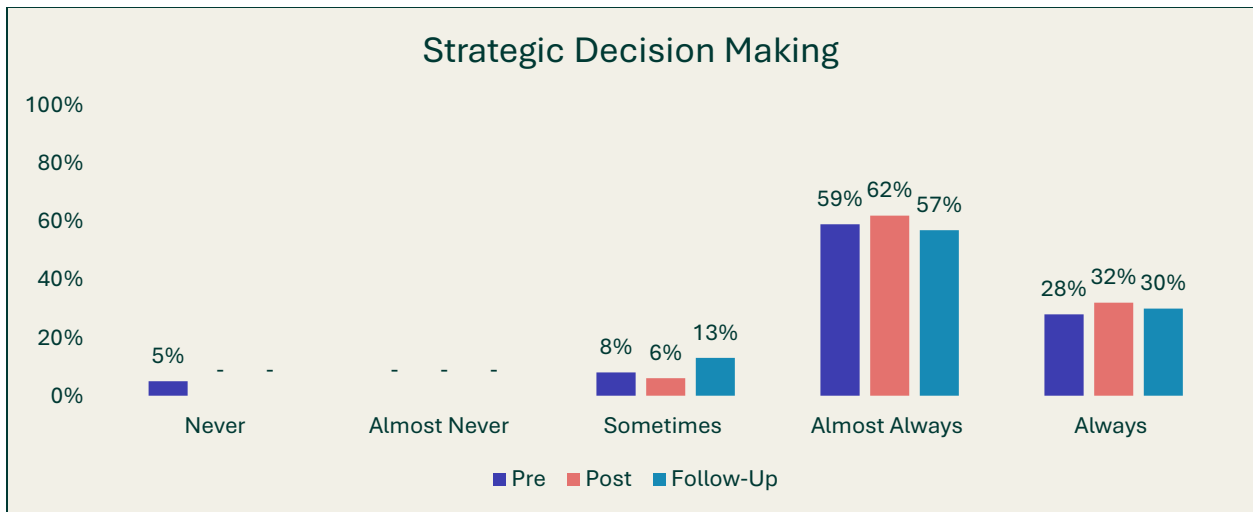 Strategic Decision Making
100%
80%
60%
40%
20%
0%
5%
-
-
-
-
-
8%
6%
13%
59%
62%
57%
28%
32%
30%
Never
Almost Never
Sometimes
Almost Always
Always
Pre
Post
Follow-Up